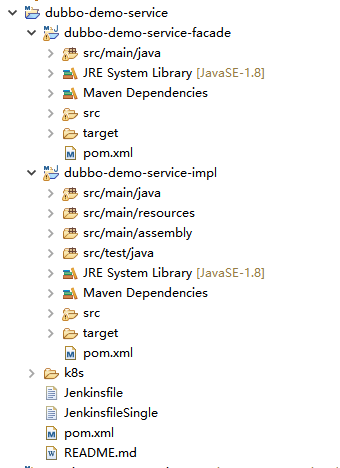 dubbo-demo-service
dubbo-demo-service-facade
src/main/java
JRE System Library [JavaSE-1.8]
Maven Dependencies
src
target
pom.xml
dubbo-demo-service-impl
src/main/java
src/main/resources
src/main/assembly
src/test/java
JRE System Library [JavaSE-1.8]
Maven Dependencies
src
target
pom.xml
k8s
Jenkinsfile
JenkinsfileSingle
pom.xml
README.md